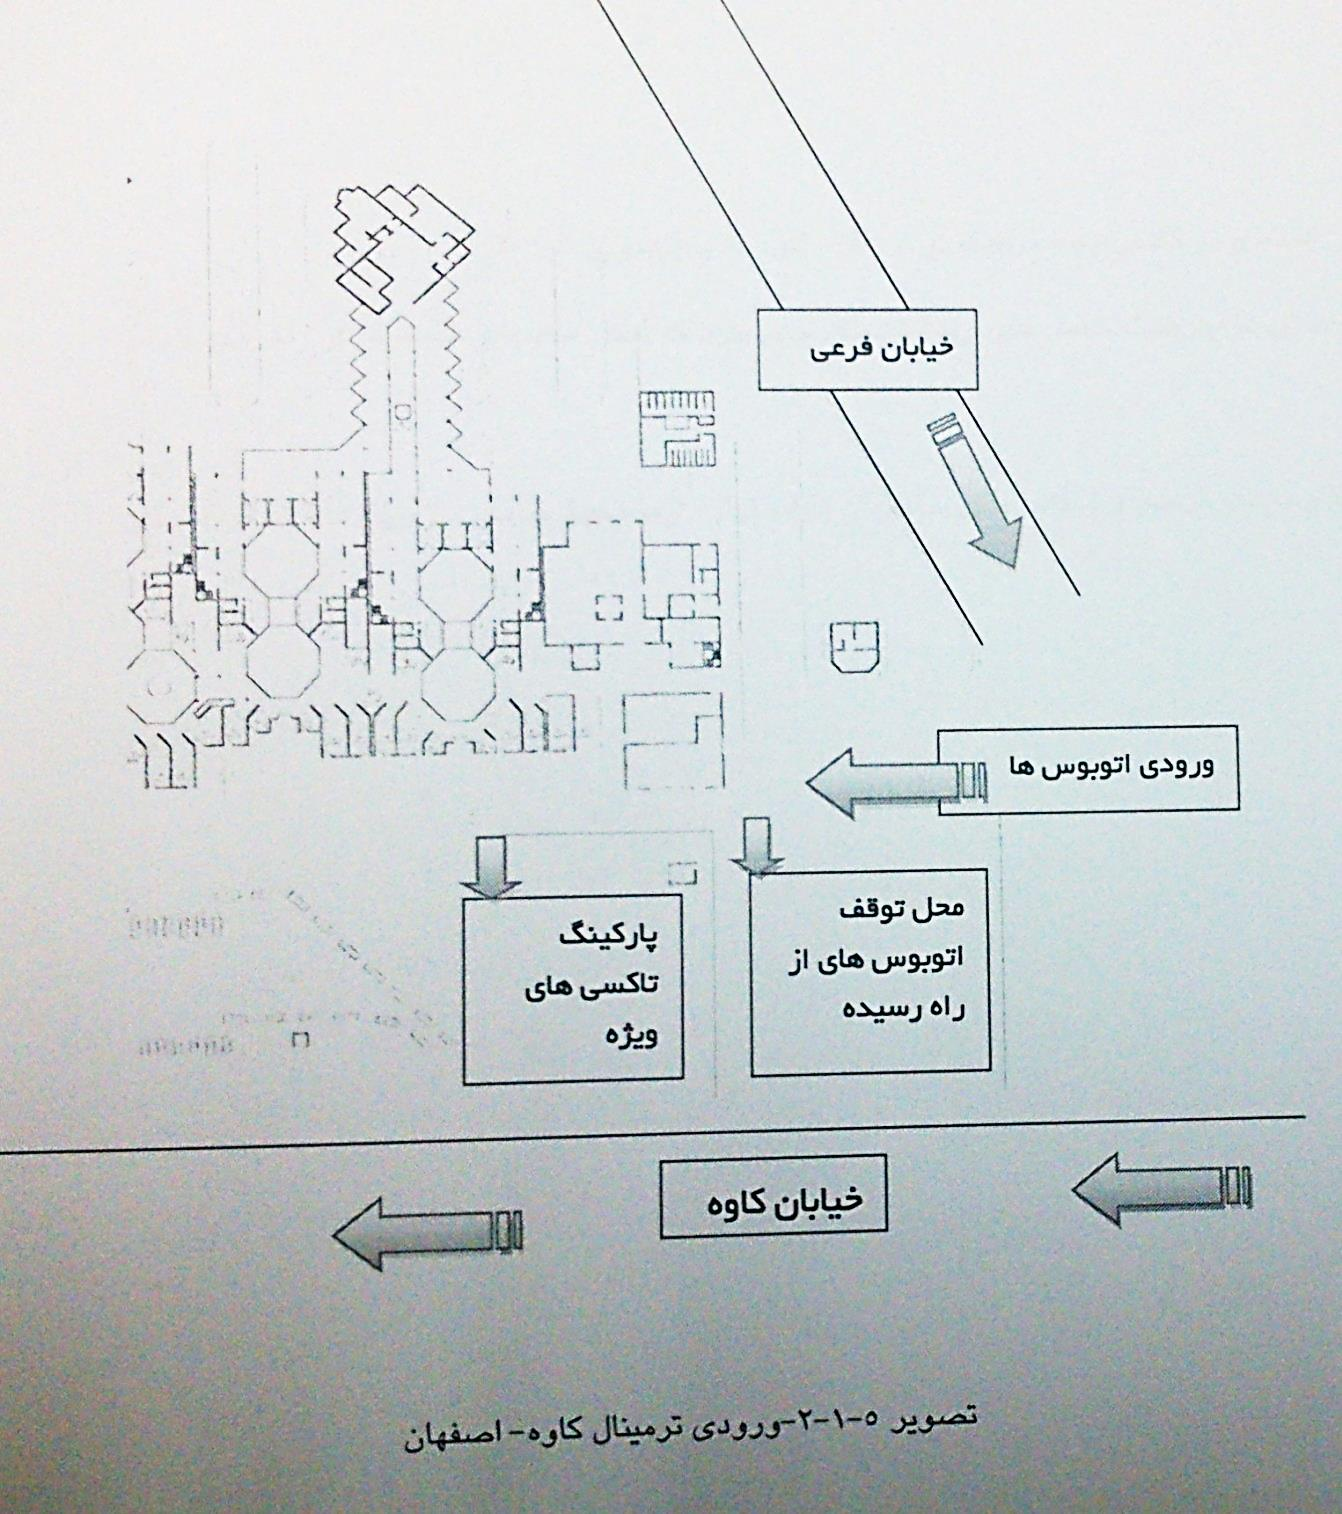 خیابان فرعی
ورودی اتوبوس ها
محل توقف
اتوبوس های از
راه رسیده
پارکینگ
تاکسی های
ویژه
خیابان کاوه
تصویر ۵-۱-۲-ورودی ترمینال کاوه- اصفهان